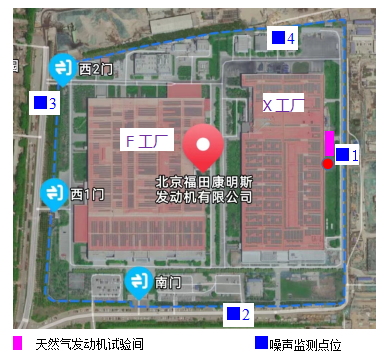 ■4
西2门
■3
X工厂
F工厂
■1
北京福田康明斯
发动机有限公司
西1门
南门
■2
天然气发动机试验间
噪声监测点位